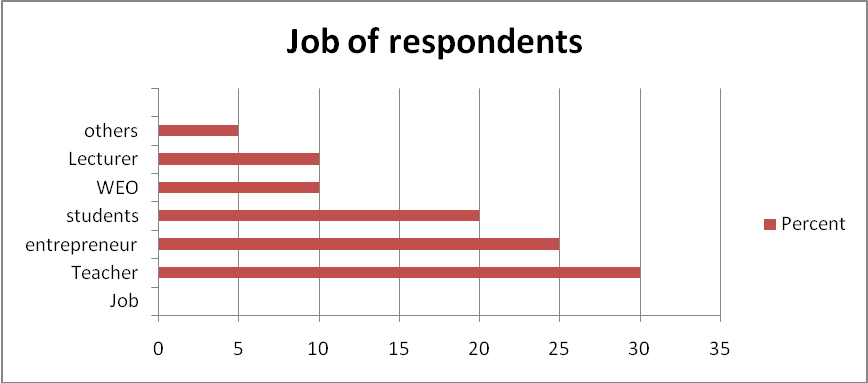 Job of respondents
others
Lecturer
WEO
students
entrepreneur
Teacher
Job
Percent
0 5 10 15 20 25 30 35